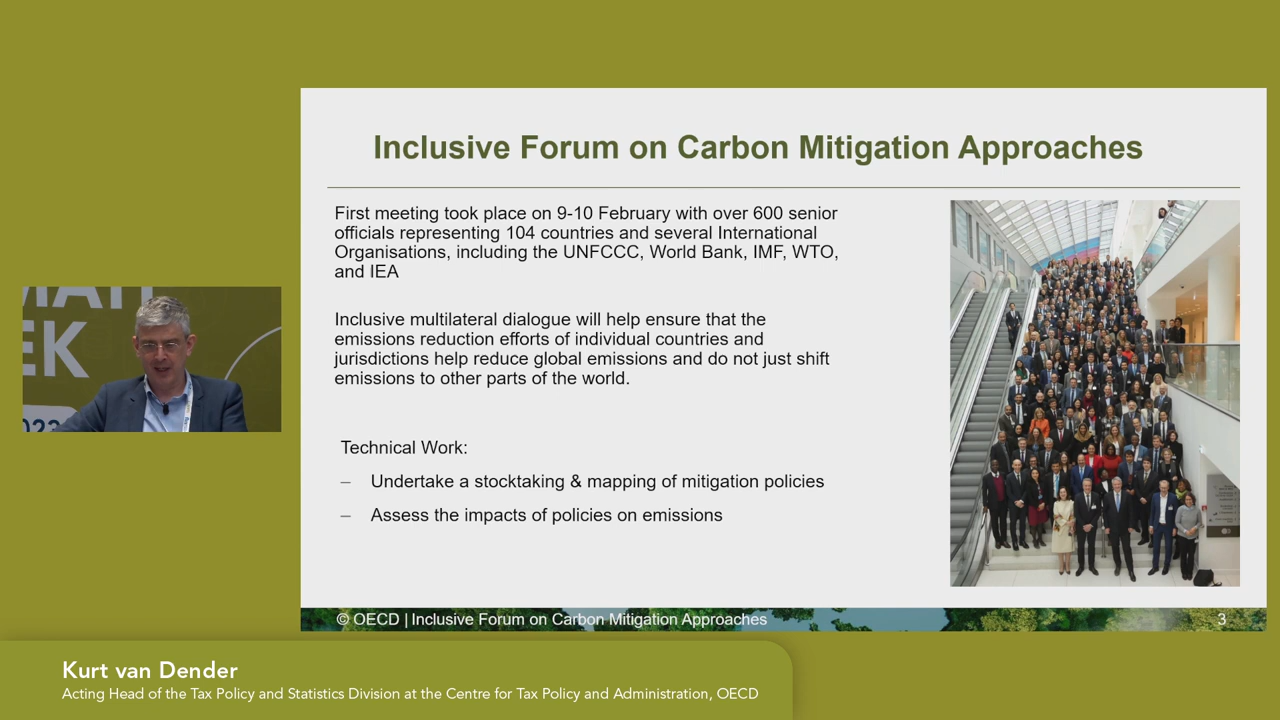 Inclusive Forum on Carbon Mitigation Approaches
First meeting took place on 9-10 February with over 600 senior
officials representing 104 countries and several International
Organisations, including the UNFCCC, World Bank, IMF, WTO,
and IEA
Inclusive multilateral dialogue will help ensure that the
emissions reduction efforts of individual countries and
jurisdictions help reduce global emissions and do not just shift
emissions to other parts of the world.
Technical Work:
– Undertake a stocktaking & mapping of mitigation policies
– Assess the impacts of policies on emissions
© OECD | Inclusive Forum on Carbon Mitigation Approaches
3
Kurt van Dender
Acting Head of the Tax Policy and Statistics Division at the Centre for Tax Policy and Administration, OECD